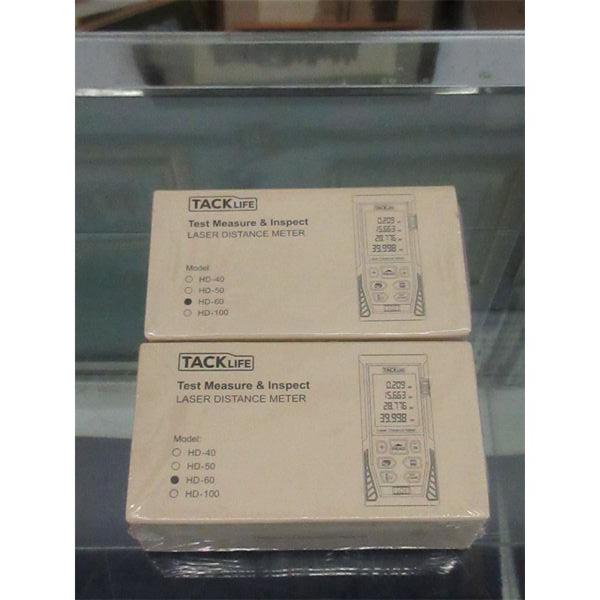 TACKLIFE
Test Measure & Inspect
LASER DISTANCE METER
Model
HD-40
HD-50
HD-60
HD-100
TACKLIFE
0.209
15.663
28.776
39.998
TACKLIFE
Test Measure & Inspect
LASER DISTANCE METER
Model:
HD-40
HD-50
HD-60
HD-100
TACKLIFE
0.209
15.663
28.776
39.998